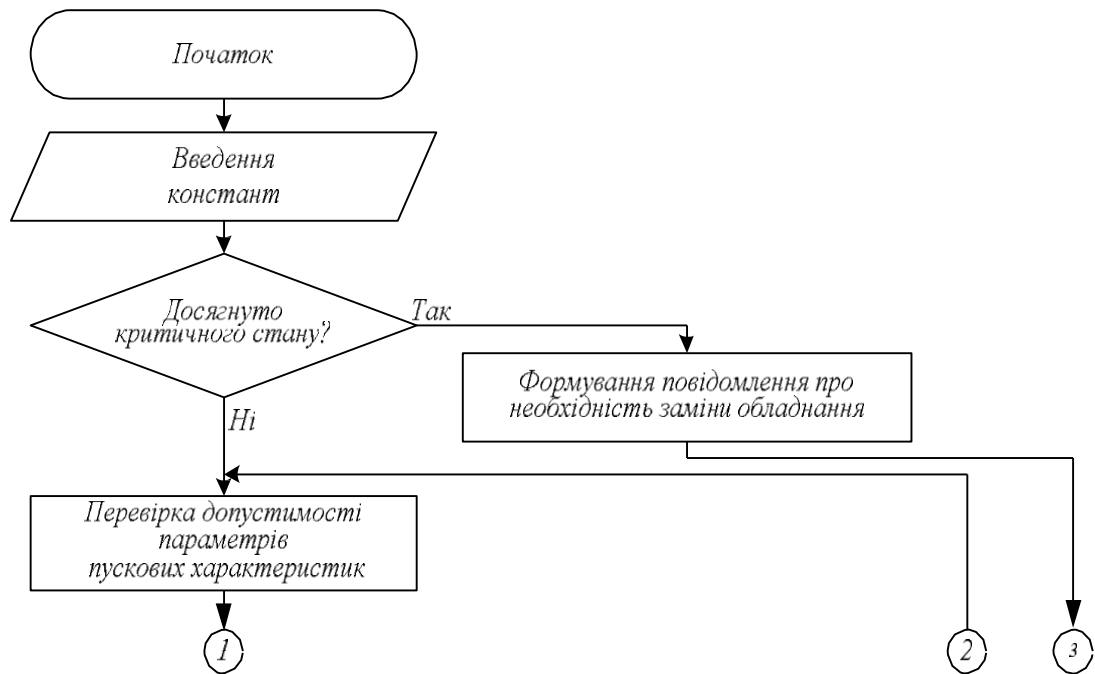 Початок
Введення
констант
Досягнуто
критичного стану?
Так
Формування повідомлення про
необхідність заміни обладнання
Ні
Перевірка допустимості
параметрів
пускових характеристик
1
2
3